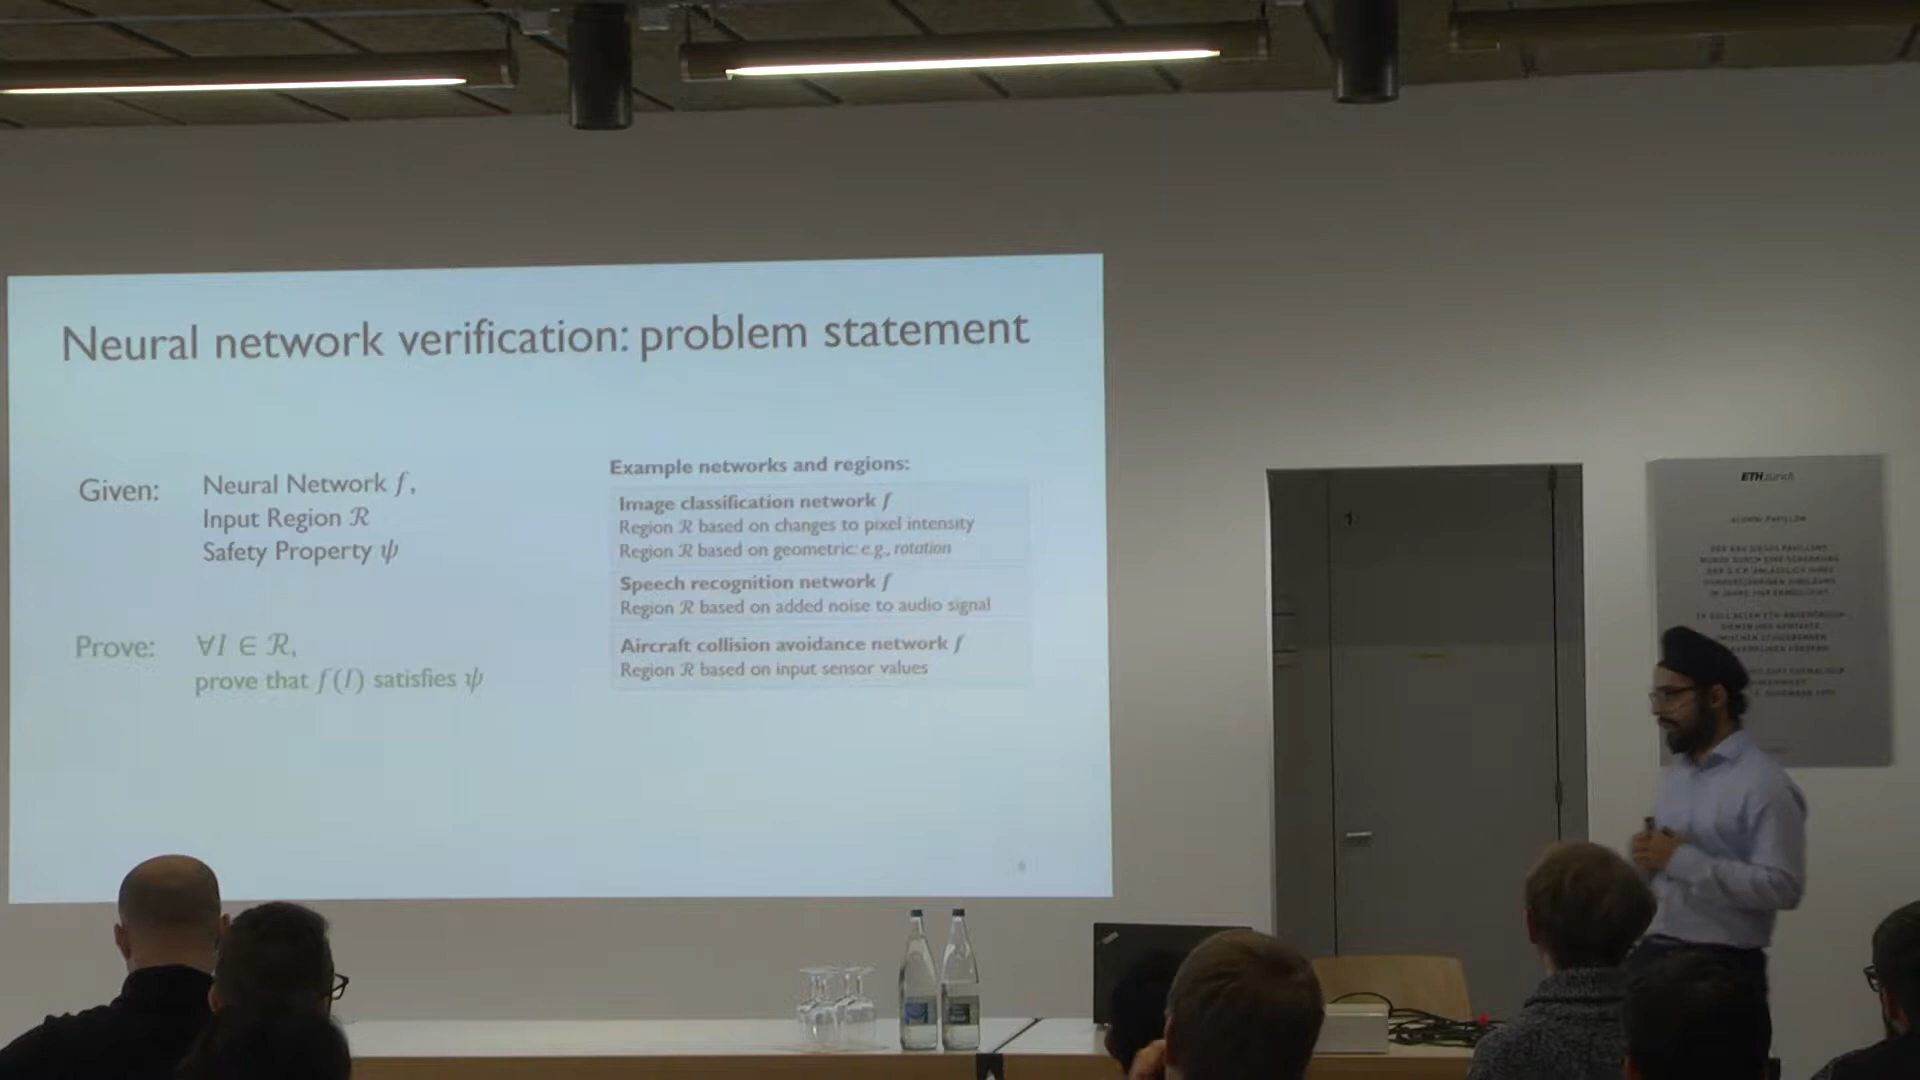 Neural network verification: problem statement
Given:
Neural Network f,
Input Region ℛ
Safety Property ψ
Prove:
∀I ∈ ℛ,
prove that f(I) satisfies ψ
Example networks and regions:
Image classification network f
Region ℛ based on changes to pixel intensity
Region ℛ based on geometric: e.g., rotation
Speech recognition network f
Region ℛ based on added noise to audio signal
Aircraft collision avoidance network f
Region ℛ based on input sensor values
ETH zürich
ALUMNI PAVILLON